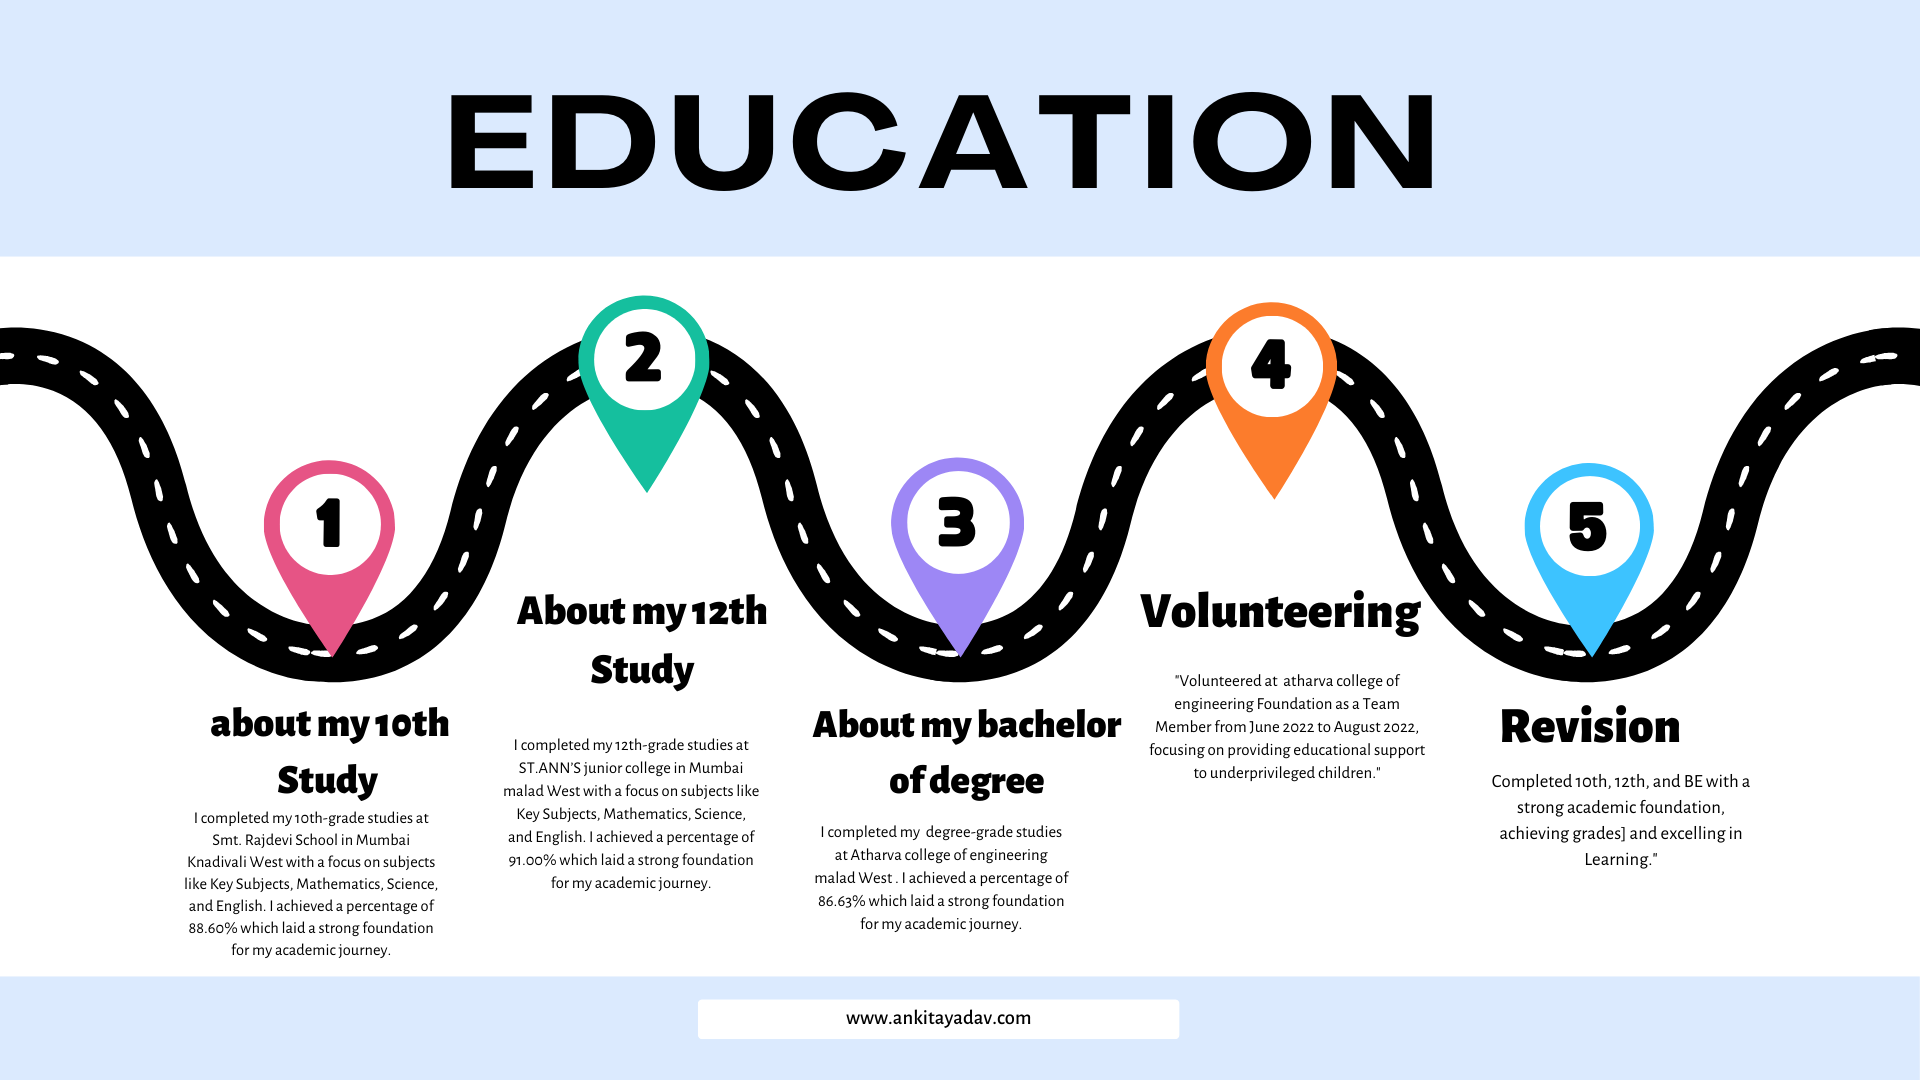 EDUCATION
1
about my 10th
Study
I completed my 10th-grade studies at
Smt. Rajdevi School in Mumbai
Knadivali West with a focus on subjects
like Key Subjects, Mathematics, Science,
and English. I achieved a percentage of
88.60% which laid a strong foundation
for my academic journey.
2
About my 12th
Study
I completed my 12th-grade studies at
ST.ANN'S junior college in Mumbai
malad West with a focus on subjects like
Key Subjects, Mathematics, Science,
and English. I achieved a percentage of
91.00% which laid a strong foundation
for my academic journey.
3
About my bachelor
of degree
I completed my  degree-grade studies
at Atharva college of engineering
malad West . I achieved a percentage of
86.63% which laid a strong foundation
for my academic journey.
4
Volunteering
"Volunteered at  atharva college of
engineering Foundation as a Team
Member from June 2022 to August 2022,
focusing on providing educational support
to underprivileged children."
5
Revision
Completed 10th, 12th, and BE with a
strong academic foundation,
achieving grades] and excelling in
Learning."
www.ankitayadav.com